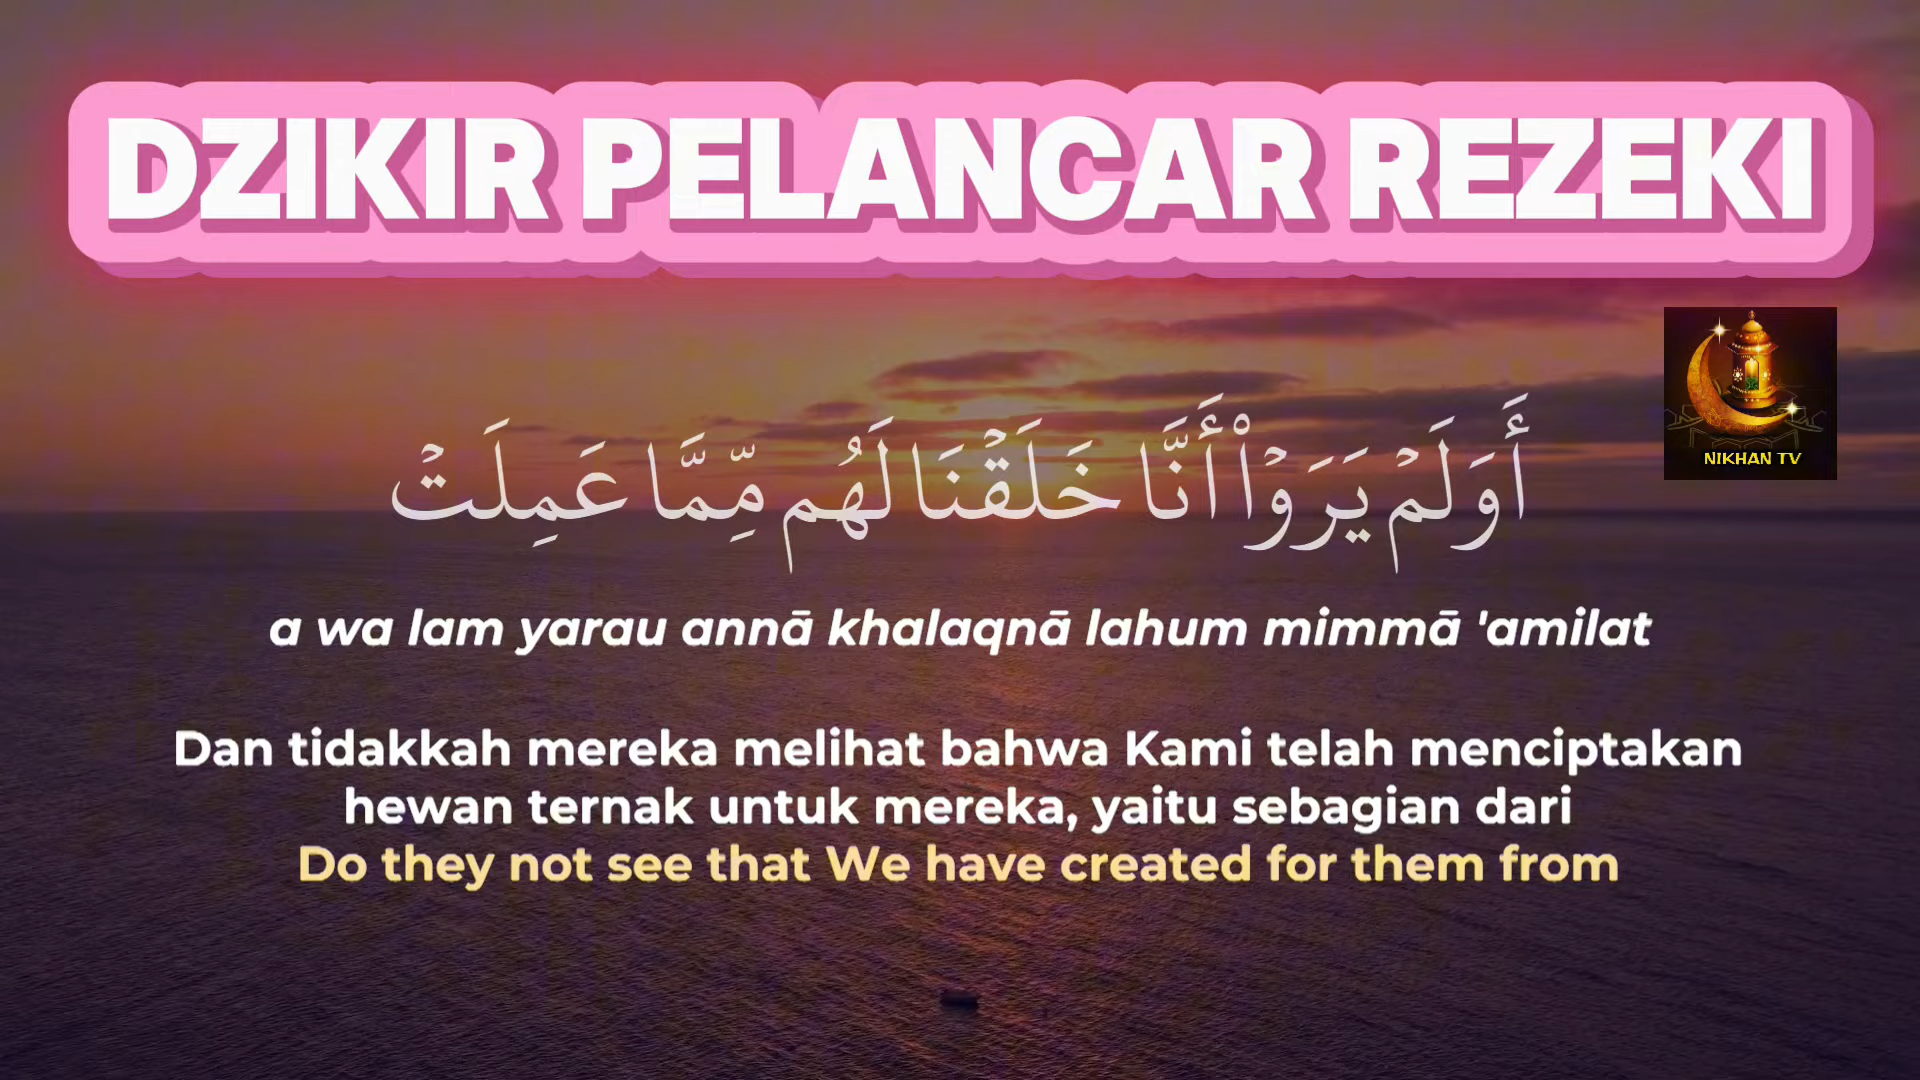 DZIKIR PELANCAR REZEKI
NIKHAN TV
أَوَلَمْ يَرَوْا۟ أَنَّا خَلَقْنَا لَهُم مِّمَّا عَمِلَتْ
a wa lam yarau annā khalaqnā lahum mimmā 'amilat
Dan tidakkah mereka melihat bahwa Kami telah menciptakan
hewan ternak untuk mereka, yaitu sebagian dari
Do they not see that We have created for them from